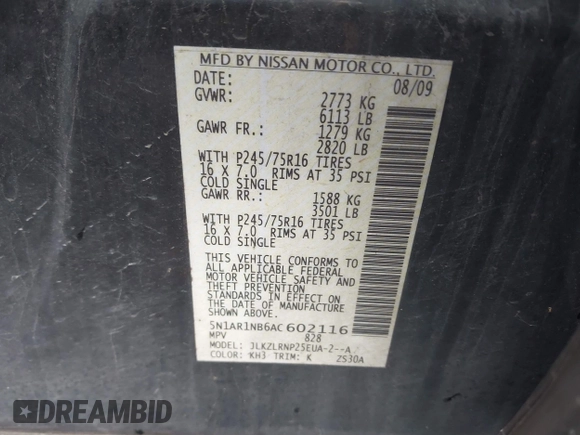 MFD BY NISSAN MOTOR CO., LTD.
DATE: 08/09
GVWR: 2773 KG
6113 LB
GAWR FR.: 1279 KG
2820 LB
WITH P245/75R16 TIRES
16 X 7.0 RIMS AT 35 PSI
COLD SINGLE
GAWR RR.: 1588 KG
3501 LB
WITH P245/75R16 TIRES
16 X 7.0 RIMS AT 35 PSI
COLD SINGLE
THIS VEHICLE CONFORMS TO
ALL APPLICABLE FEDERAL
MOTOR VEHICLE SAFETY AND
THEFT PREVENTION
STANDARDS IN EFFECT ON
THE DATE OF MANUFACTURE
SHOWN ABOVE
5N1AR1NB6AC602116
MPV 828
MODEL: JLKZLRNP25EUA-2--A
COLOR: KH3 TRIM: K ZS30A
DREAMBID